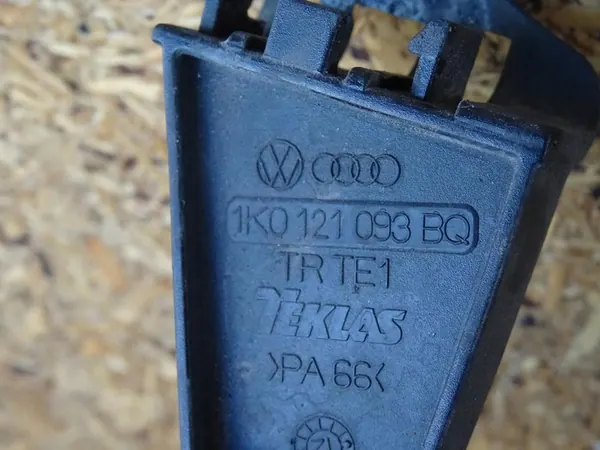 1K0 121 093 BQ
TR TE1
TEKLAS
>PA 66<